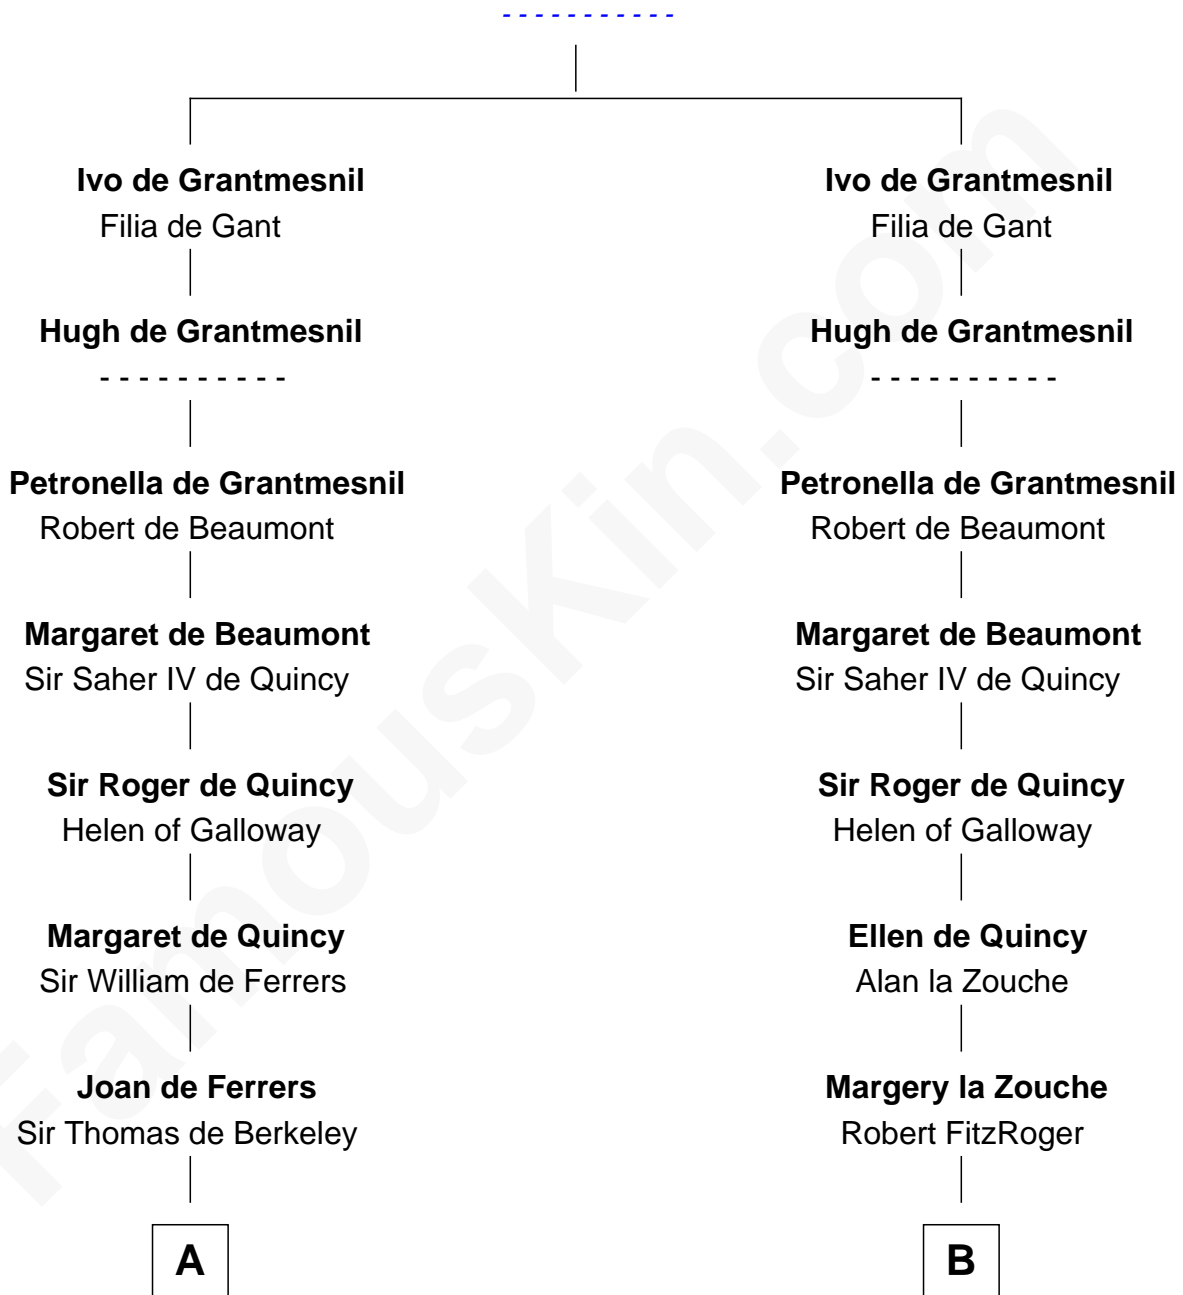 - - - - - - - - - - -
Ivo de Grantmesnil
Filia de Gant
Hugh de Grantmesnil
- - - - - - - - - -
Petronella de Grantmesnil
Robert de Beaumont
Margaret de Beaumont
Sir Saher IV de Quincy
Sir Roger de Quincy
Helen of Galloway
Margaret de Quincy
Sir William de Ferrers
Joan de Ferrers
Sir Thomas de Berkeley
A
Ivo de Grantmesnil
Filia de Gant
Hugh de Grantmesnil
- - - - - - - - - -
Petronella de Grantmesnil
Robert de Beaumont
Margaret de Beaumont
Sir Saher IV de Quincy
Sir Roger de Quincy
Helen of Galloway
Ellen de Quincy
Alan la Zouche
Margery la Zouche
Robert FitzRoger
B
FamousKin.com